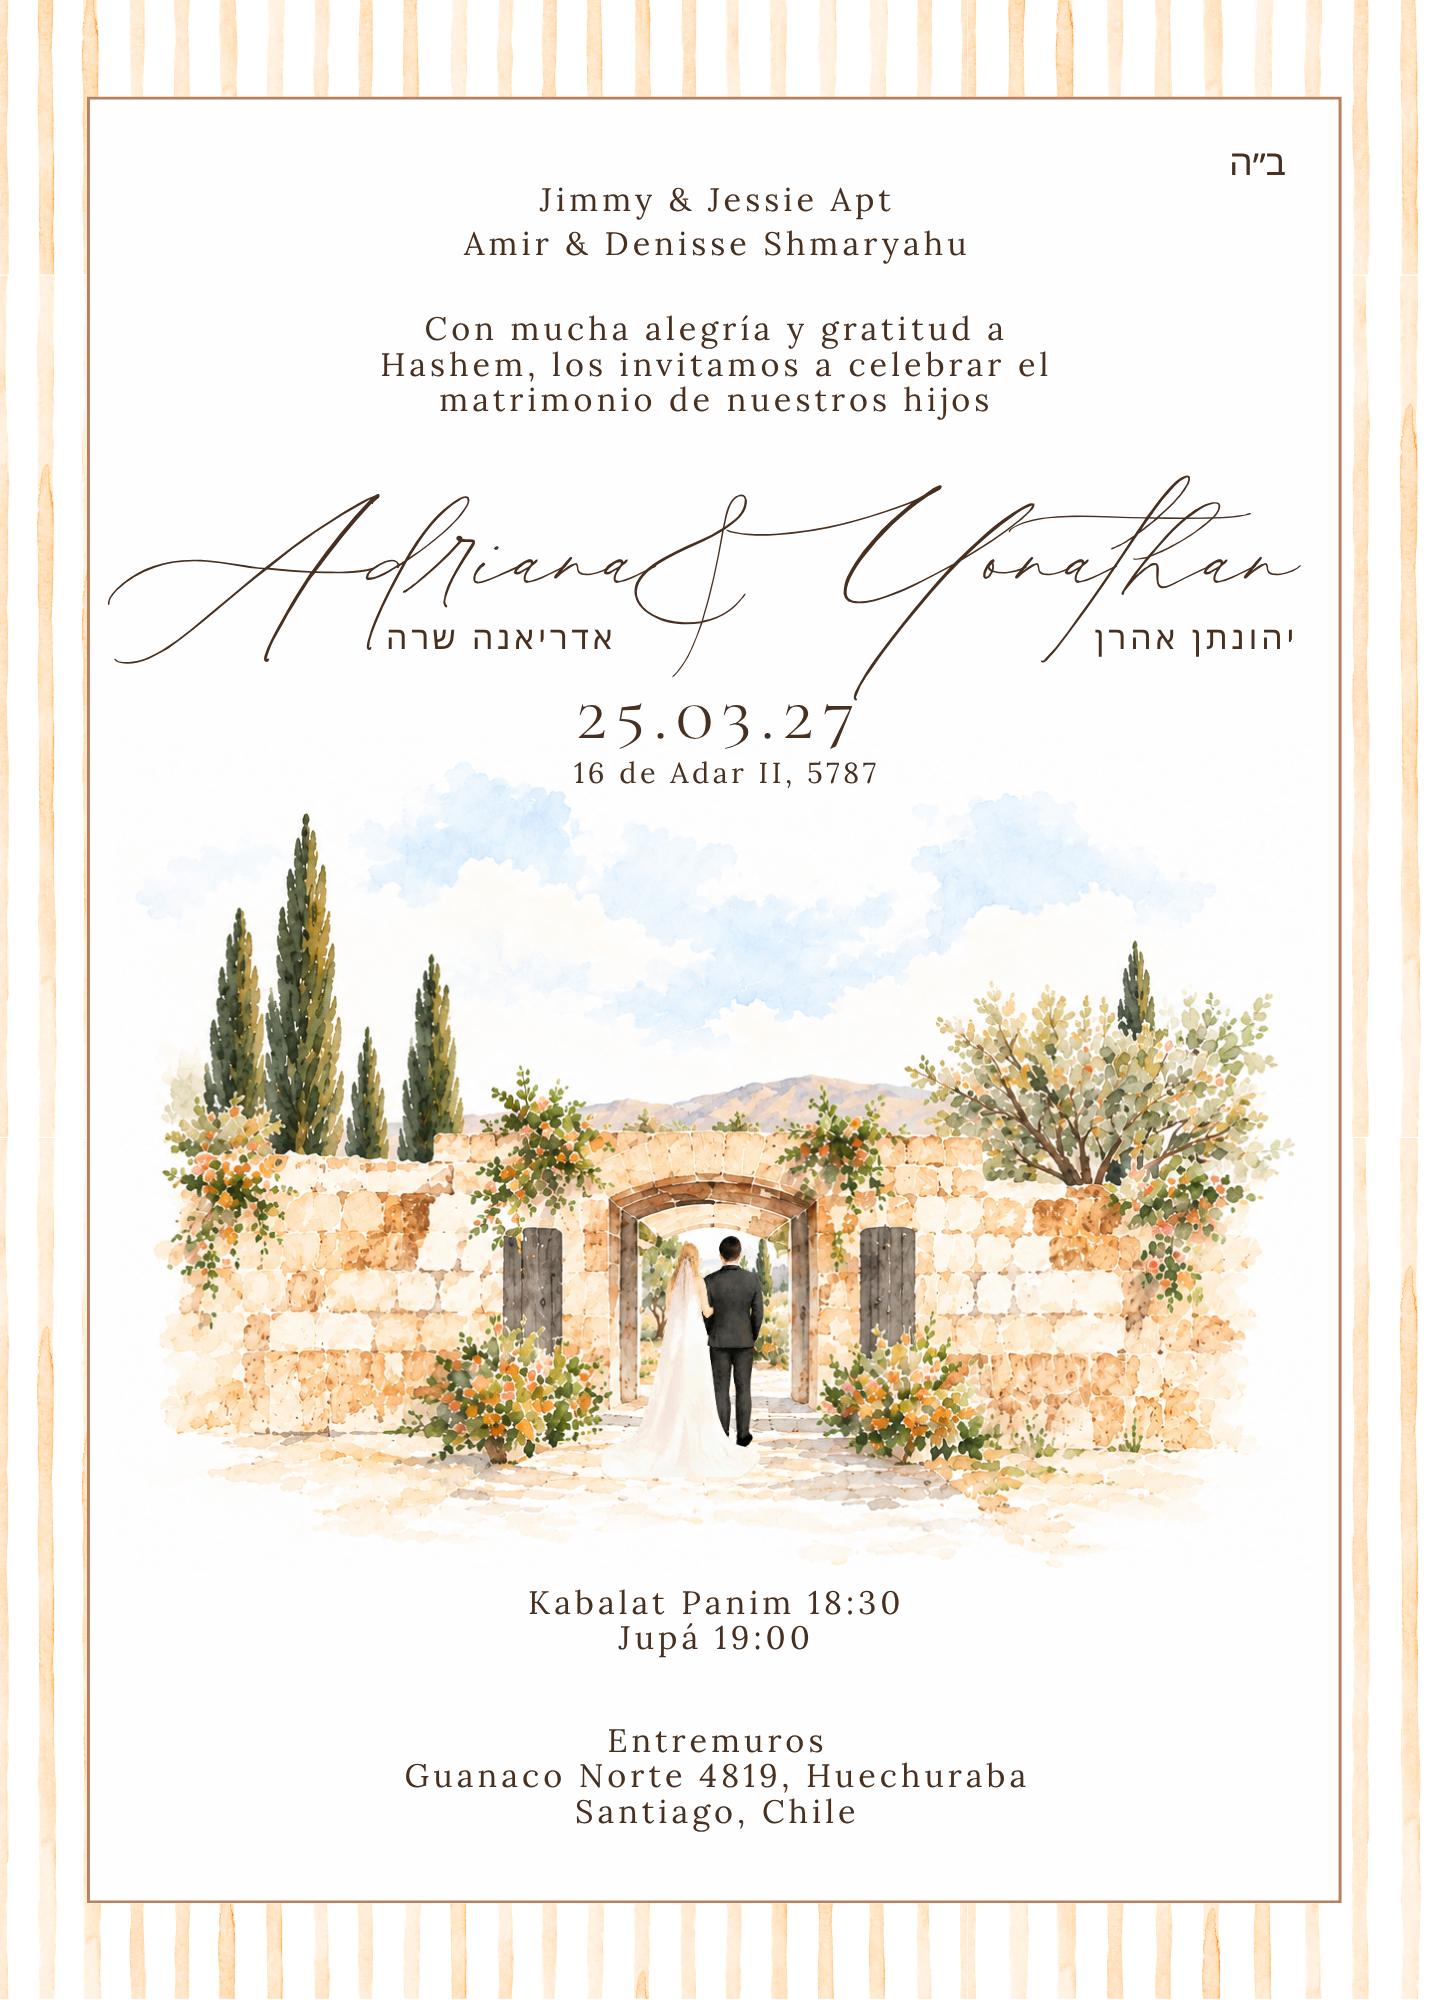 ב״ה
Jimmy & Jessie Apt
Amir & Denisse Shmaryahu
Con mucha alegría y gratitud a
Hashem, los invitamos a celebrar el
matrimonio de nuestros hijos
Adriana & Yonathan
אדריאנה שרה
יהונתן אהרן
25.03.27
16 de Adar II, 5787
Kabalat Panim 18:30
Jupá 19:00
Entremuros
Guanaco Norte 4819, Huechuraba
Santiago, Chile